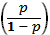 (p/(1 − p))